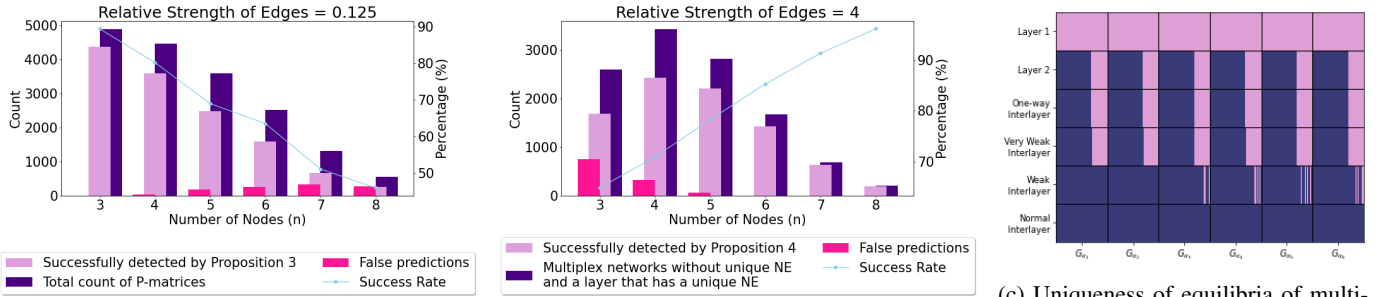 Relative Strength of Edges = 0.125
5000
4000
3000
2000
1000
0
Count
90
80
70
60
50
Percentage (%)
3 4 5 6 7 8
Number of Nodes (n)
Successfully detected by Proposition 3
Total count of P-matrices
False predictions
Success Rate
Relative Strength of Edges = 4
3000
2000
1000
0
Count
90
80
70
Percentage (%)
3 4 5 6 7 8
Number of Nodes (n)
Successfully detected by Proposition 4
Multiplex networks without unique NE
and a layer that has a unique NE
False predictions
Success Rate
Layer 1
Layer 2
One-way
Interlayer
Very Weak
Interlayer
Weak
Interlayer
Normal
Interlayer
(c) Uniqueness of equilibria of multi-